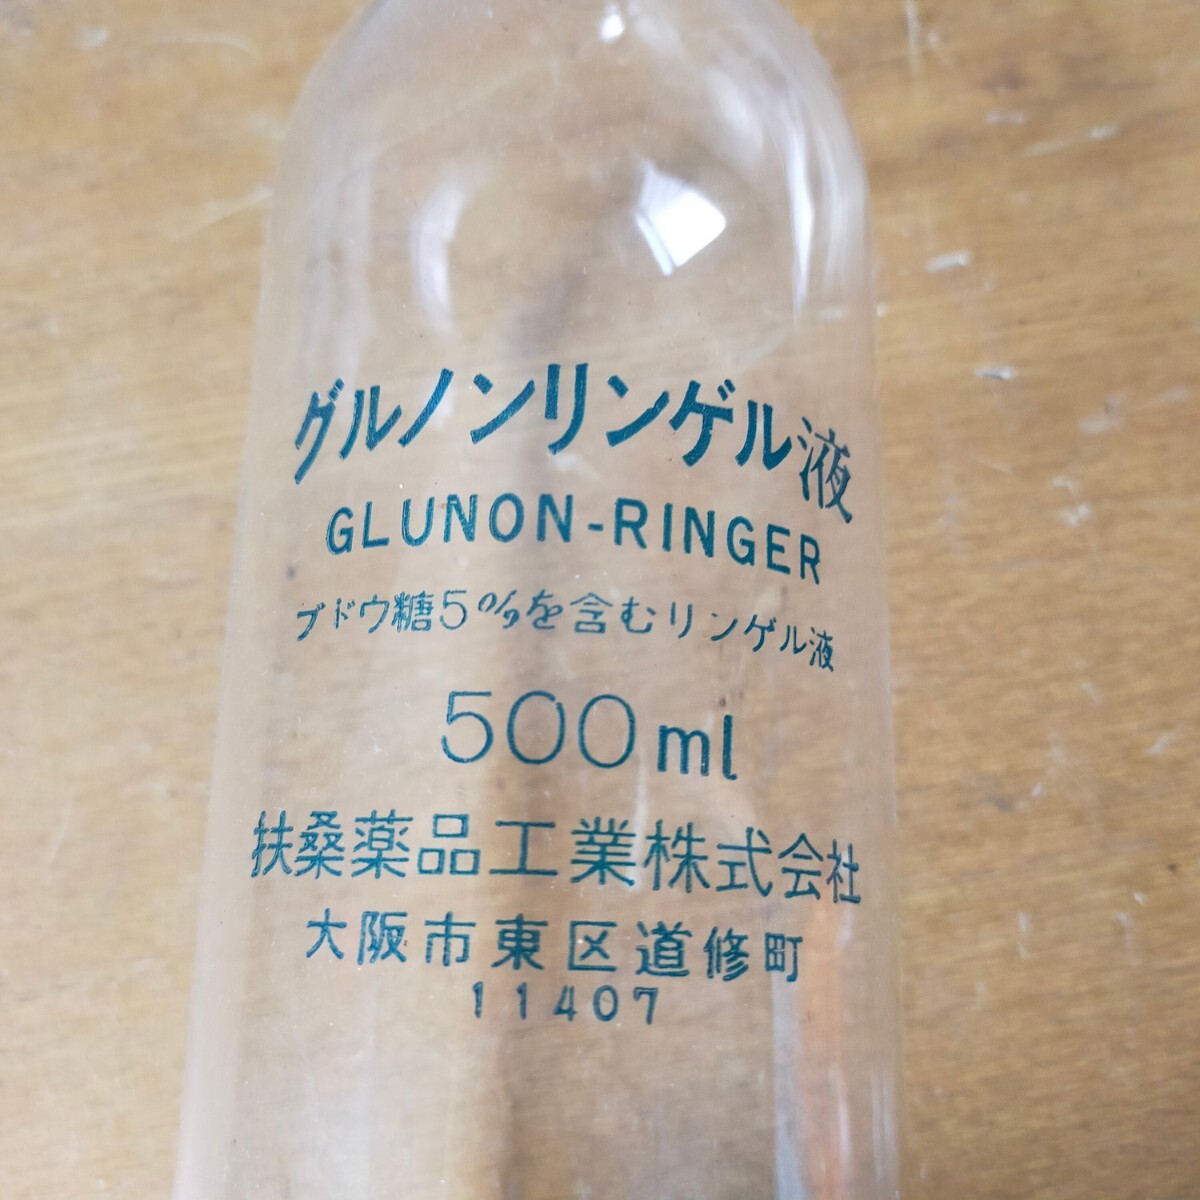 グルノンリンゲル液
GLUNON-RINGER
ブドウ糖5%を含むリンゲル液
500ml
扶桑薬品工業株式会社
大阪市東区道修町
11407